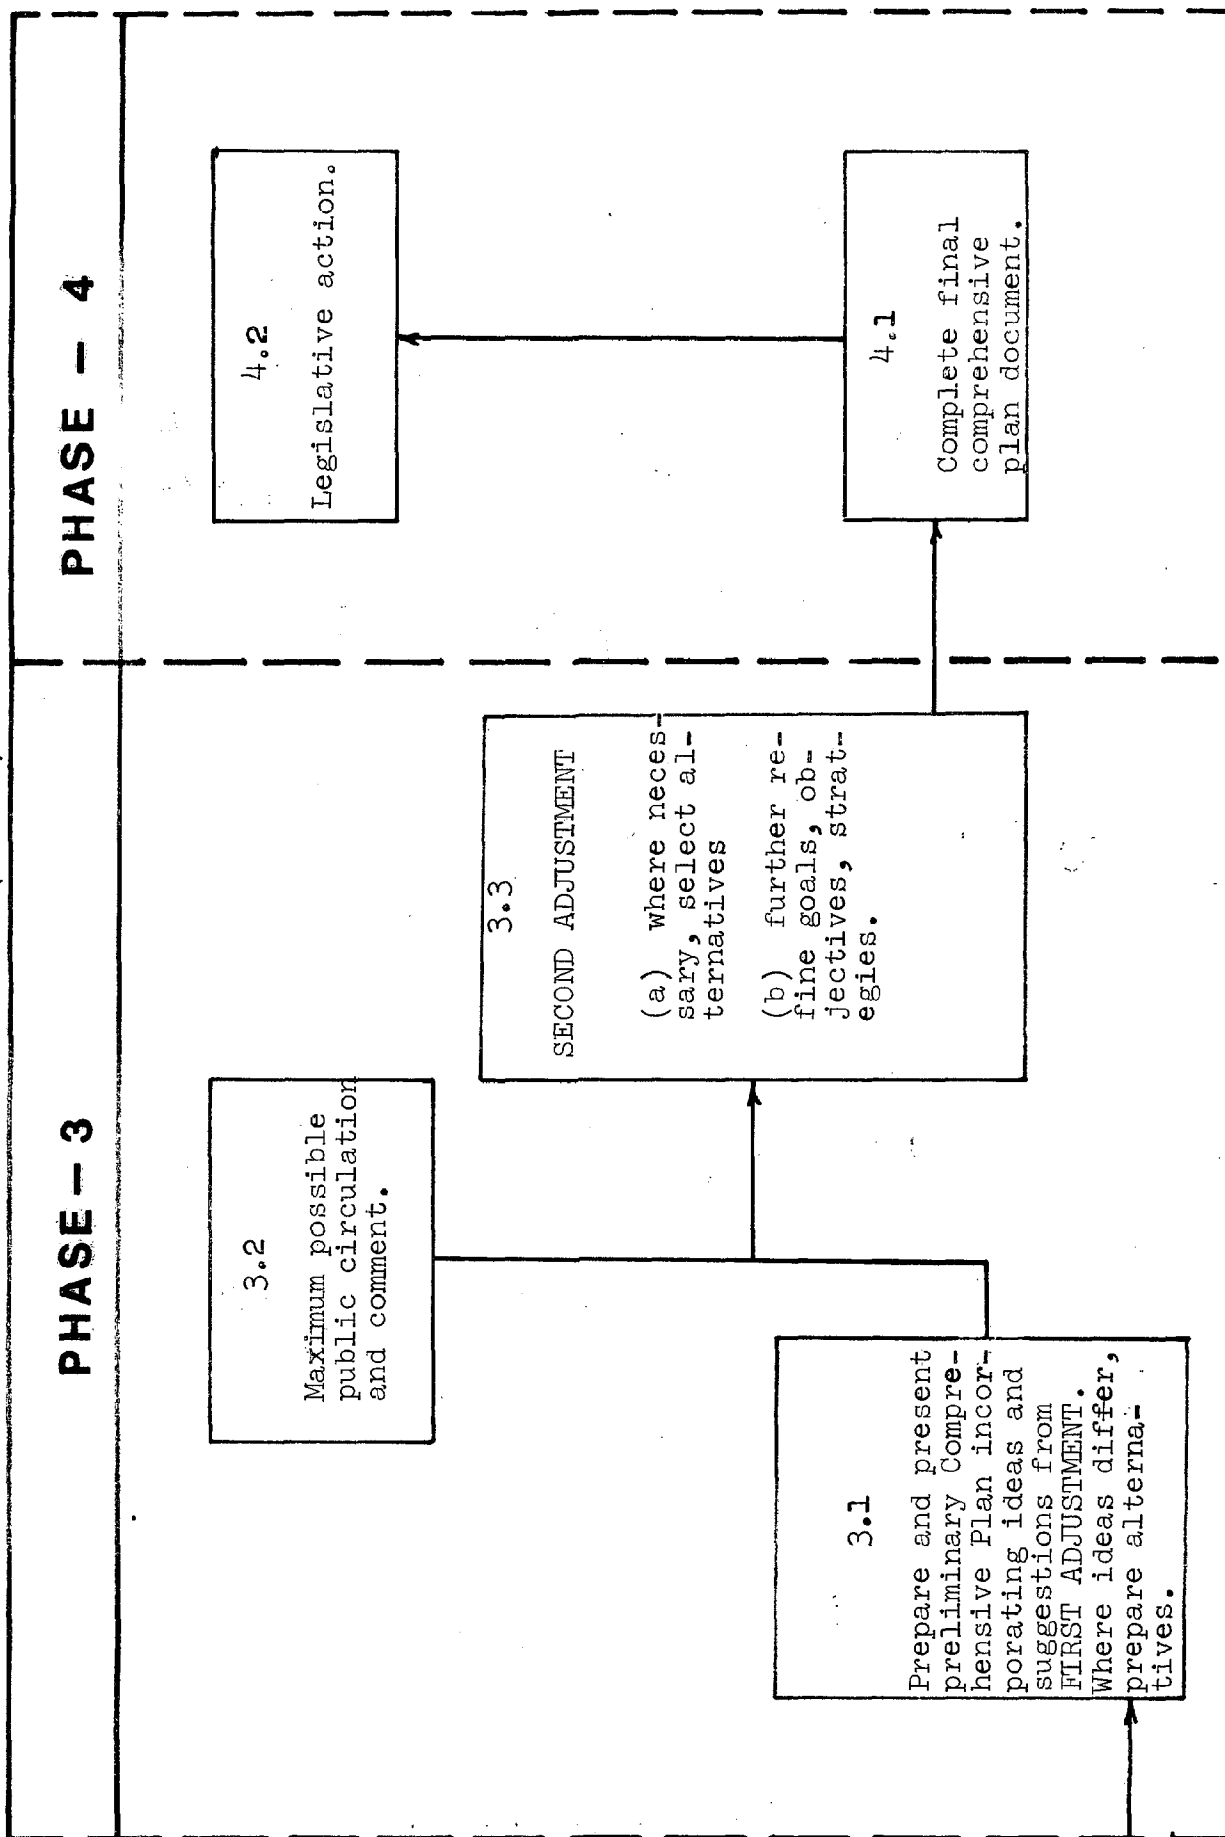 PHASE - 3
PHASE - 4
3.1
Prepare and present
preliminary Compre-
hensive Plan incor-
porating ideas and
suggestions from
FIRST ADJUSTMENT.
Where ideas differ,
prepare alterna-
tives.
3.2
Maximum possible
public circulation
and comment.
3.3
SECOND ADJUSTMENT
(a) where neces-
sary, select al-
ternatives
(b) further re-
fine goals, ob-
jectives, strat-
egies.
4.1
Complete final
comprehensive
plan document.
4.2
Legislative action.